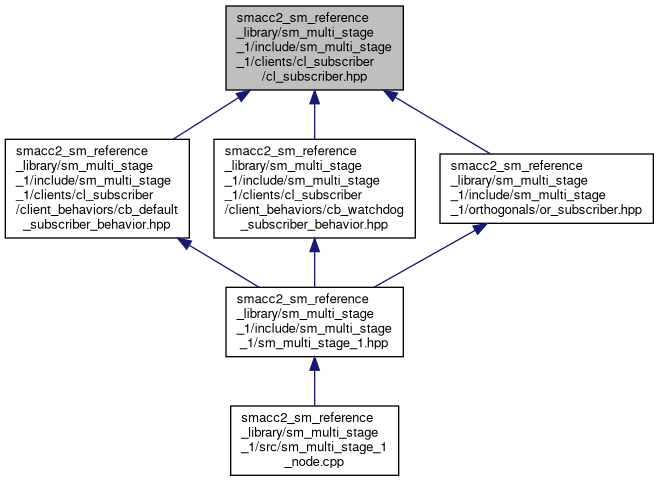 smacc2_sm_reference
_library/sm_multi_stage
_1/include/sm_multi_stage
_1/clients/cl_subscriber
/cl_subscriber.hpp
smacc2_sm_reference
_library/sm_multi_stage
_1/include/sm_multi_stage
_1/clients/cl_subscriber
/client_behaviors/cb_default
_subscriber_behavior.hpp
smacc2_sm_reference
_library/sm_multi_stage
_1/include/sm_multi_stage
_1/clients/cl_subscriber
/client_behaviors/cb_watchdog
_subscriber_behavior.hpp
smacc2_sm_reference
_library/sm_multi_stage
_1/include/sm_multi_stage
_1/orthogonals/or_subscriber.hpp
smacc2_sm_reference
_library/sm_multi_stage
_1/include/sm_multi_stage
_1/sm_multi_stage_1.hpp
smacc2_sm_reference
_library/sm_multi_stage
_1/src/sm_multi_stage_1
_node.cpp